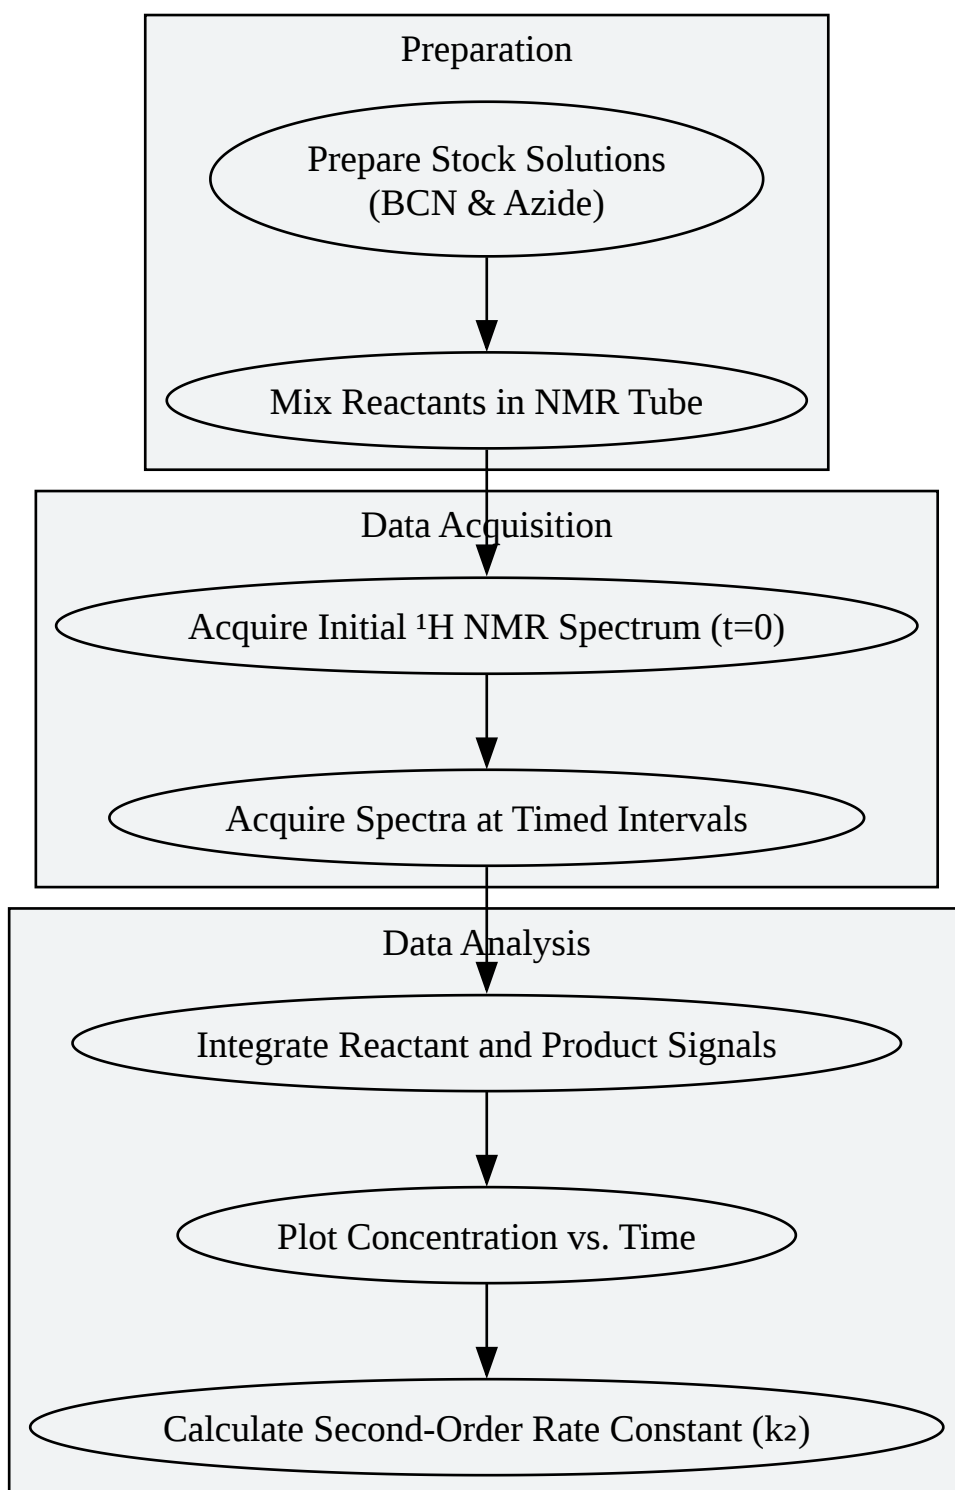 Preparation
Prepare Stock Solutions
(BCN & Azide)
Mix Reactants in NMR Tube
Data Acquisition
Acquire Initial ¹H NMR Spectrum (t=0)
Acquire Spectra at Timed Intervals
Data Analysis
Integrate Reactant and Product Signals
Plot Concentration vs. Time
Calculate Second-Order Rate Constant (k₂)